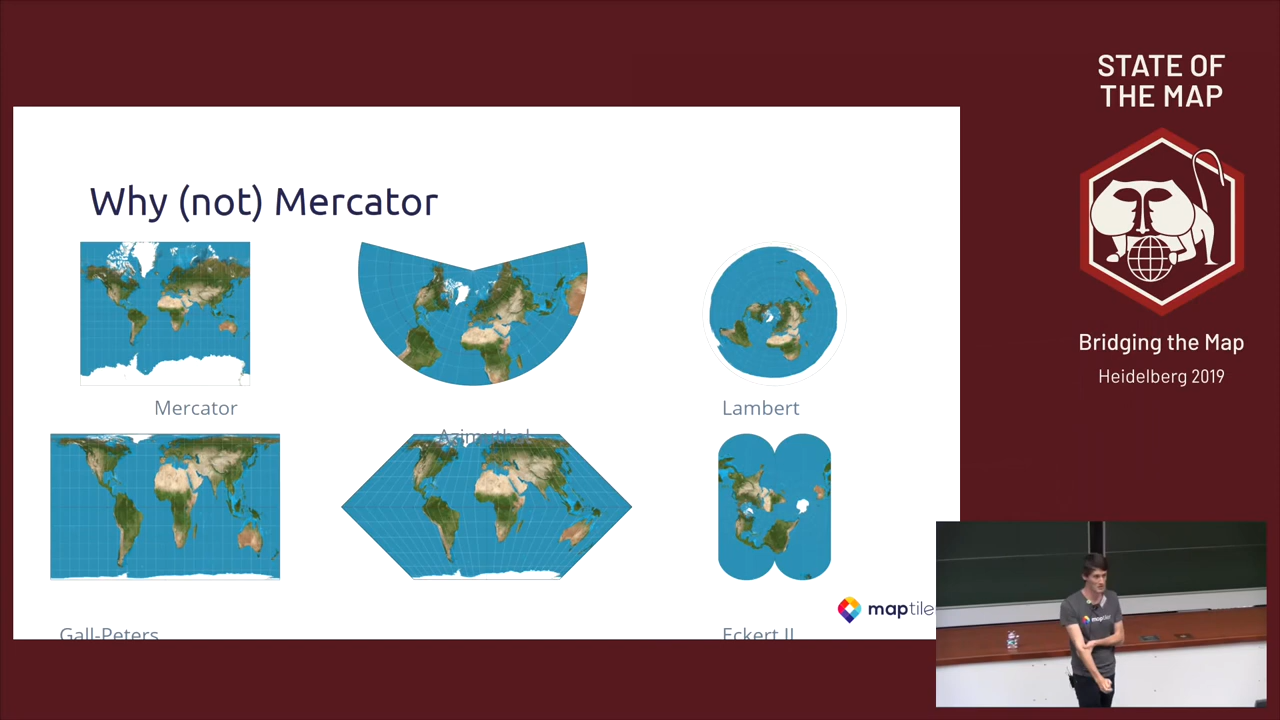 STATE OF
THE MAP
Bridging the Map
Heidelberg 2019
Why (not) Mercator
Mercator
Azimuthal
Lambert
Gall-Peters
Eckert II
maptile
maptiler